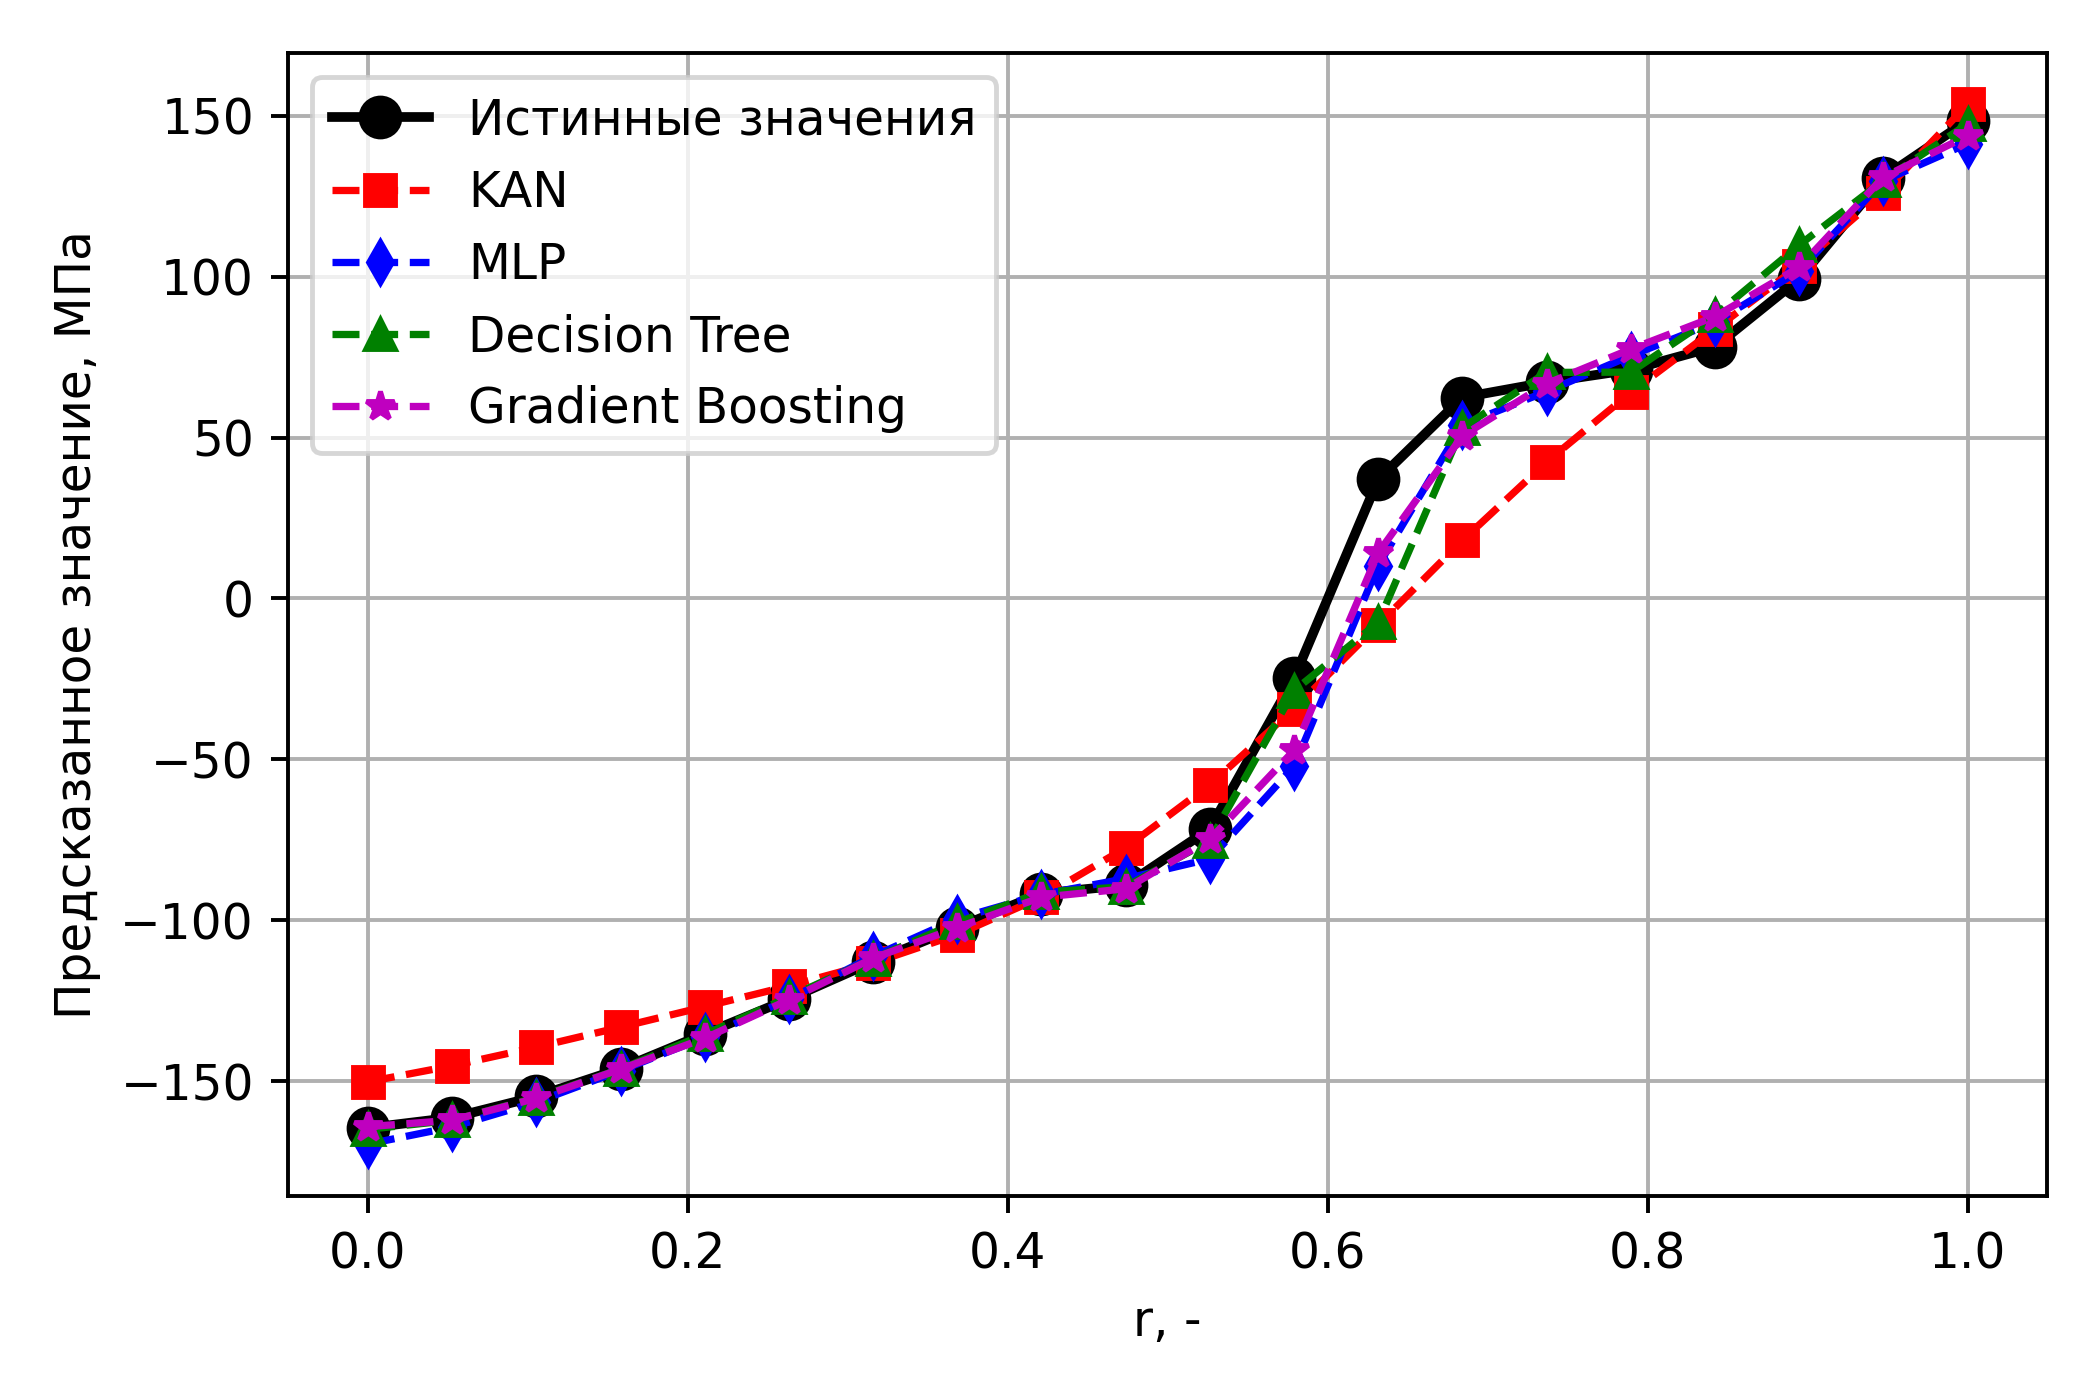 Истинные значения
KAN
MLP
Decision Tree
Gradient Boosting
Предсказанное значение, МПа
150
100
50
0
−50
−100
−150
0.0 0.2 0.4 0.6 0.8 1.0
r, -